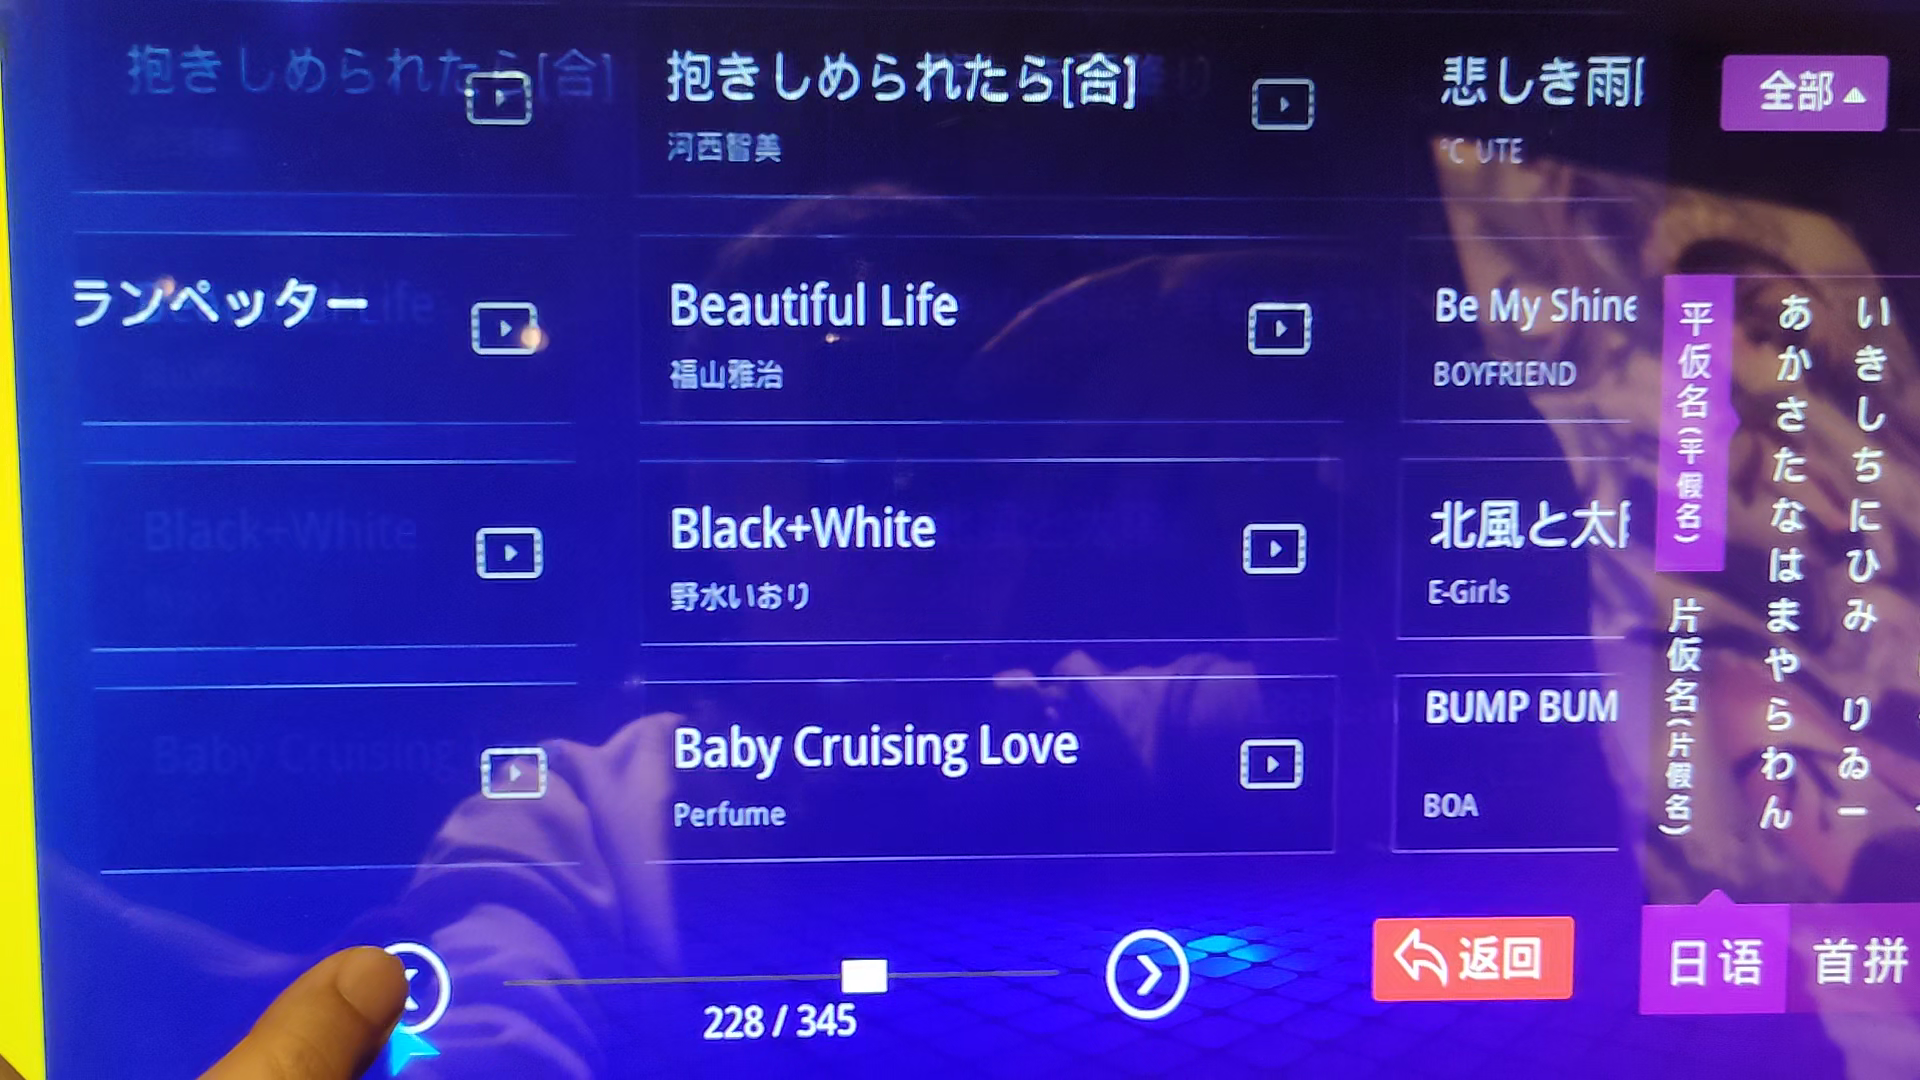 抱きしめられたら[合]
抱きしめられたら[合]
河西智美
悲しき雨
℃ UTE
全部
ランペッター
Beautiful Life
福山雅治
Be My Shine
BOYFRIEND
Black+White
Black+White
野水いおり
北風と太
E-Girls
Baby Cruising
Baby Cruising Love
Perfume
BUMP BUM
BOA
平仮名(平假名)
片仮名(片假名)
あかさたなはまやらわん
いきしちにひみ りゐー
228 / 345
返回
日语
首拼